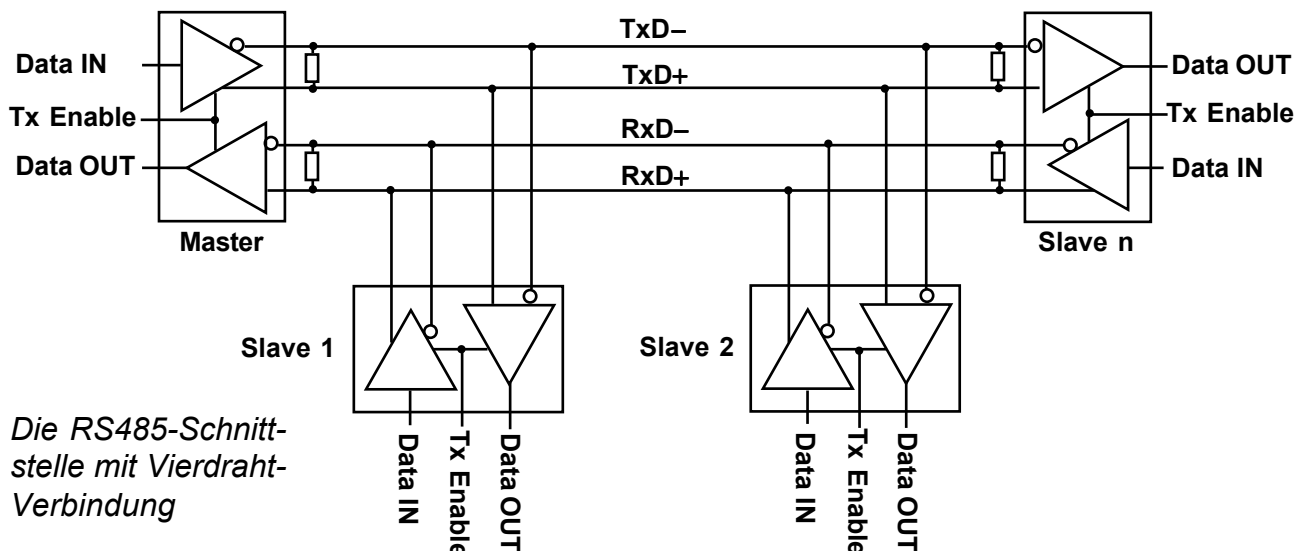 TxD–
Data IN
Data OUT
TxD+
Tx Enable
Tx Enable
RxD–
Data OUT
Data IN
RxD+
Master
Slave n
Slave 1
Slave 2
Data IN
Tx Enable
Data OUT
Data IN
Tx Enable
Data OUT
Die RS485-Schnitt-
stelle mit Vierdraht-
Verbindung